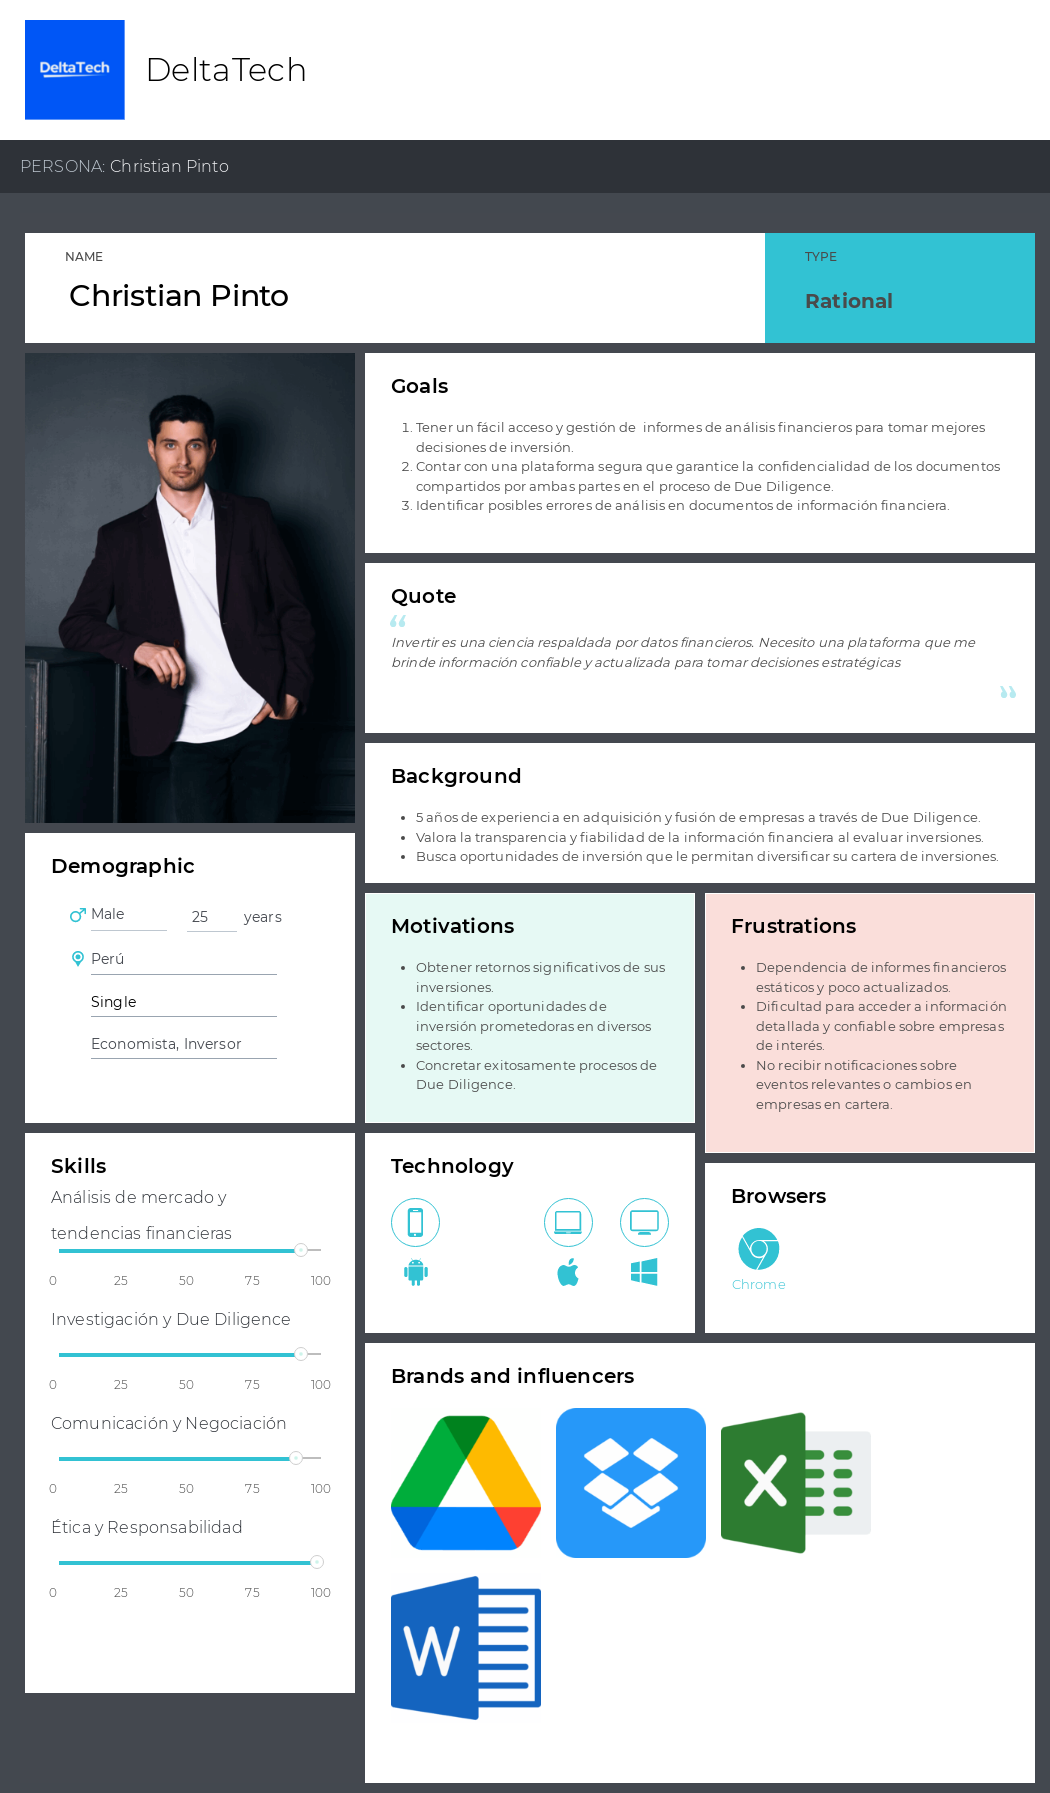 DeltaTech
DeltaTech
PERSONA: Christian Pinto
NAME
Christian Pinto
TYPE
Rational
Goals
1. Tener un fácil acceso y gestión de informes de análisis financieros para tomar mejores
decisiones de inversión.
2. Contar con una plataforma segura que garantice la confidencialidad de los documentos
compartidos por ambas partes en el proceso de Due Diligence.
3. Identificar posibles errores de análisis en documentos de información financiera.
Quote
“
Invertir es una ciencia respaldada por datos financieros. Necesito una plataforma que me
brinde información confiable y actualizada para tomar decisiones estratégicas
”
Background
• 5 años de experiencia en adquisición y fusión de empresas a través de Due Diligence.
• Valora la transparencia y fiabilidad de la información financiera al evaluar inversiones.
• Busca oportunidades de inversión que le permitan diversificar su cartera de inversiones.
Demographic
Male 25 years
Perú
Single
Economista, Inversor
Motivations
• Obtener retornos significativos de sus
inversiones.
• Identificar oportunidades de
inversión prometedoras en diversos
sectores.
• Concretar exitosamente procesos de
Due Diligence.
Frustrations
• Dependencia de informes financieros
estáticos y poco actualizados.
• Dificultad para acceder a información
detallada y confiable sobre empresas
de interés.
• No recibir notificaciones sobre
eventos relevantes o cambios en
empresas en cartera.
Skills
Análisis de mercado y
tendencias financieras
0 25 50 75 100
Investigación y Due Diligence
0 25 50 75 100
Comunicación y Negociación
0 25 50 75 100
Ética y Responsabilidad
0 25 50 75 100
Technology
Browsers
Chrome
Brands and influencers
X
W